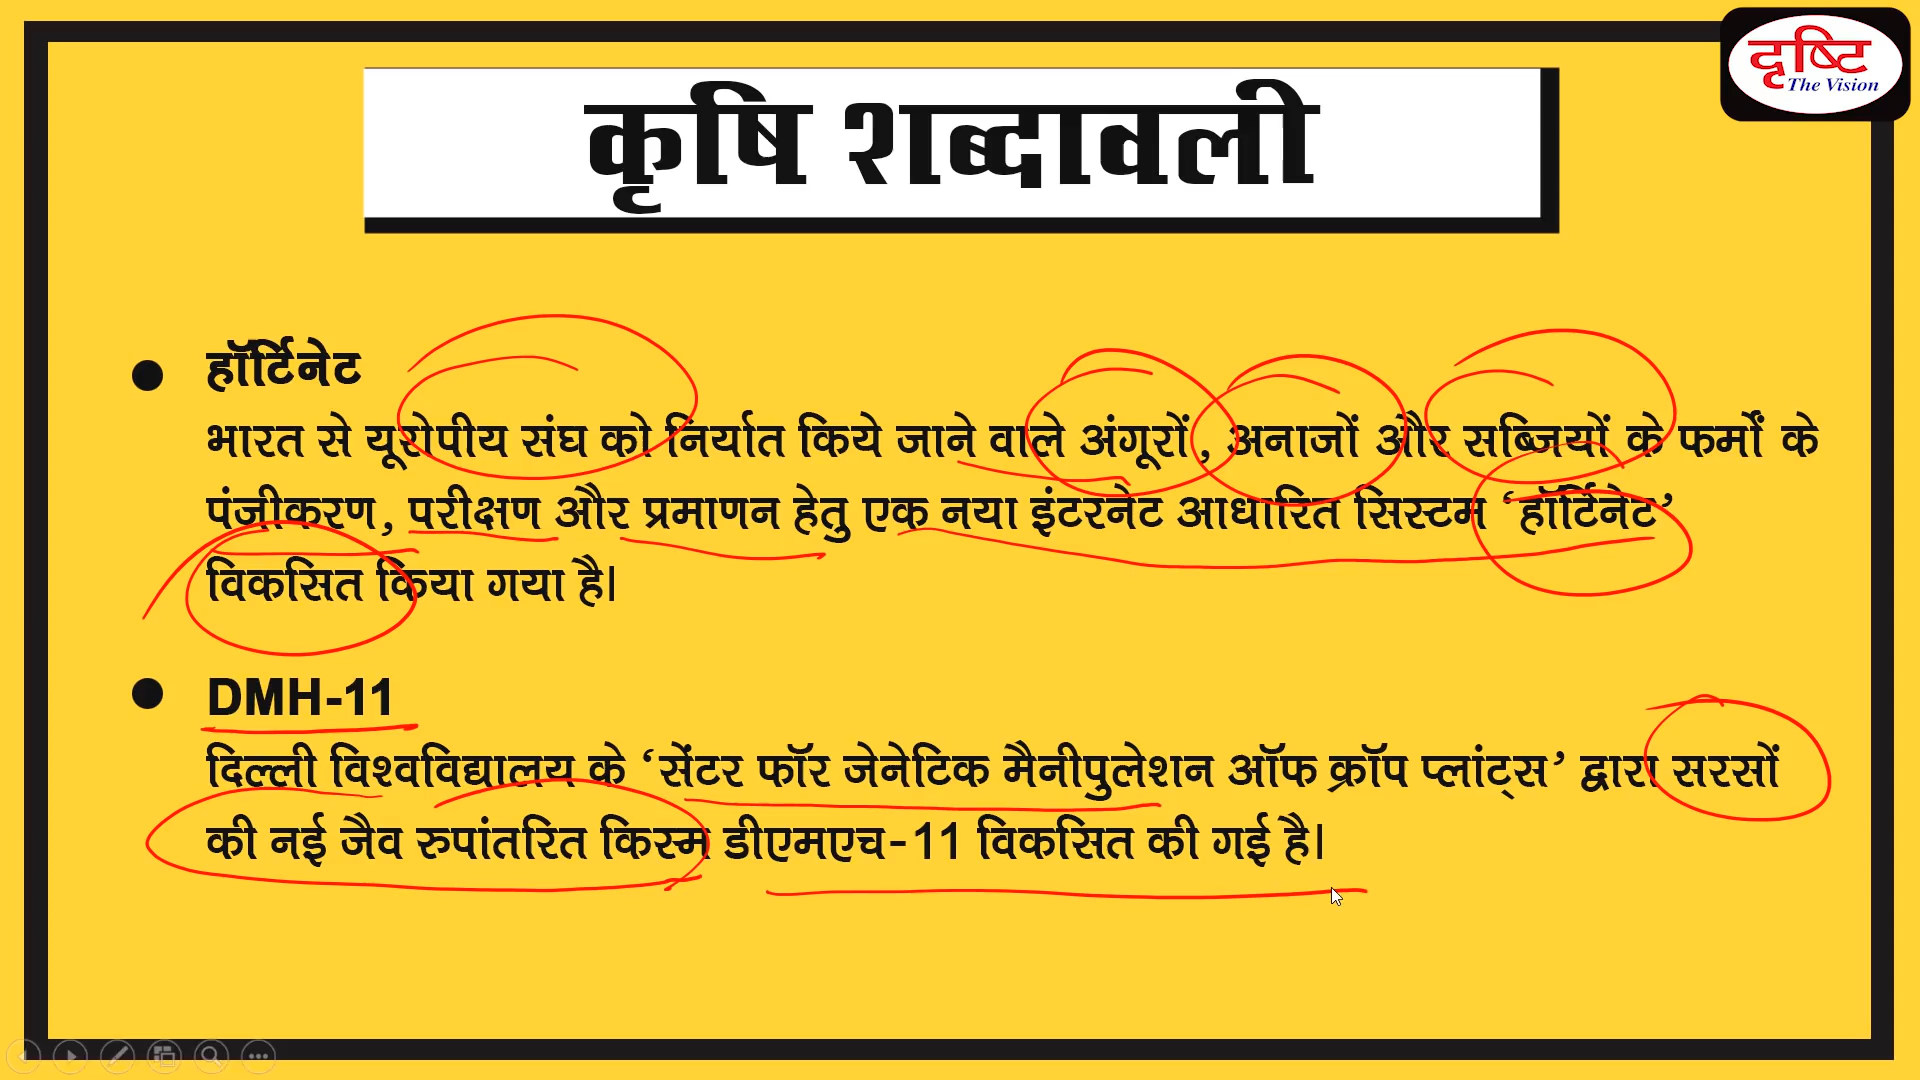 दृष्टि
The Vision
कृषि शब्दावली
हॉर्टिनेट
भारत से यूरोपीय संघ को निर्यात किये जाने वाले अंगूरों, अनाजों और सब्जियों के फर्मों के
पंजीकरण, परीक्षण और प्रमाणन हेतु एक नया इंटरनेट आधारित सिस्टम ‘हॉर्टिनेट’
विकसित किया गया है।
DMH-11
दिल्ली विश्वविद्यालय के ‘सेंटर फॉर जेनेटिक मैनीपुलेशन ऑफ क्रॉप प्लांट्स’ द्वारा सरसों
की नई जैव रुपांतरित किस्म डीएमएच-11 विकसित की गई है।